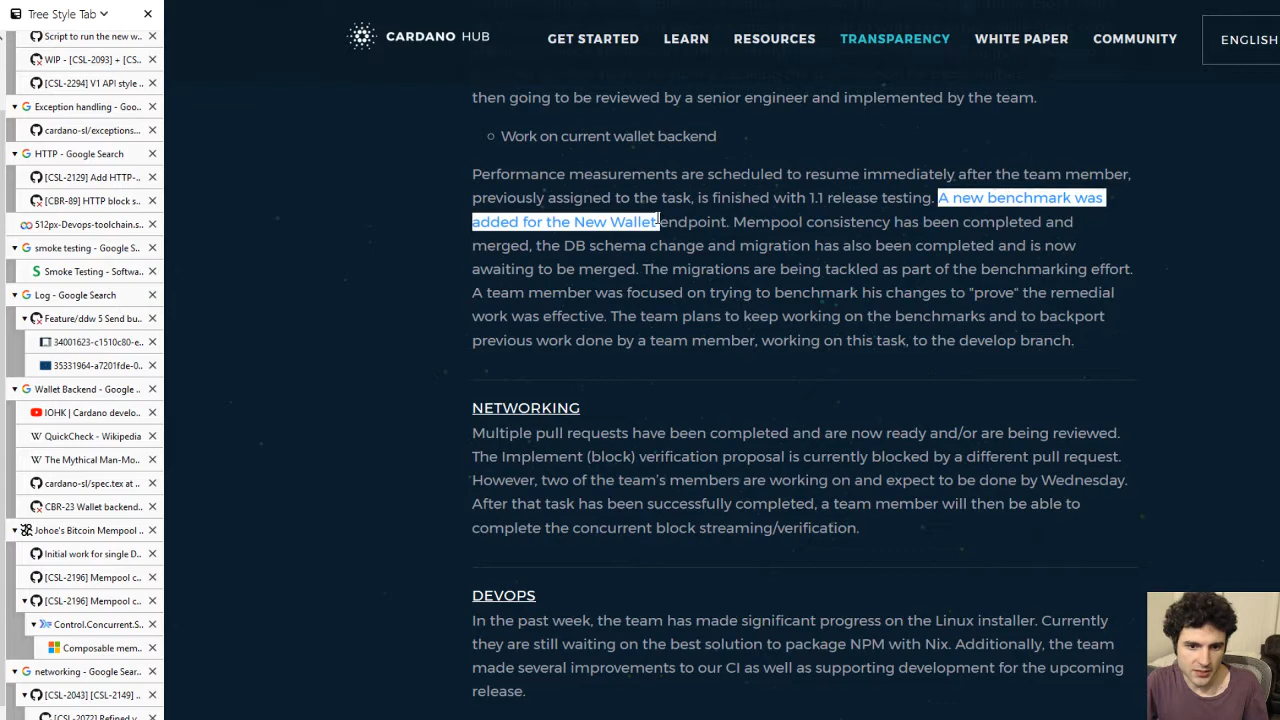 Tree Style Tab
Script to run the new w..
WIP - [CSL-2093] + [CS..
[CSL-2294] V1 API style ..
Exception handling - Goo..
cardano-sl/exceptions..
HTTP - Google Search
[CSL-2129] Add HTTP-..
[CBR-89] HTTP block s..
512px-Devops-toolchain.s..
smoke testing - Google S..
Smoke Testing - Softwa..
Log - Google Search
Feature/ddw 5 Send bu..
34001623-c1510c80-e..
35331964-a7201fde-0..
Wallet Backend - Google ..
IOHK | Cardano develo..
QuickCheck - Wikipedia
The Mythical Man-Mo..
cardano-sl/spec.tex at ..
CBR-23 Wallet backend..
Johoe's Bitcoin Mempool ..
Initial work for single D..
[CSL-2196] Mempool c..
[CSL-2196] Mempool c..
Control.Concurrent.S..
Composable mem..
networking - Google Sear..
[CSL-2043] [CSL-2149] ..
[CSL-2072] Refined v..
CARDANO HUB
GET STARTED LEARN RESOURCES TRANSPARENCY WHITE PAPER COMMUNITY
ENGLISH
then going to be reviewed by a senior engineer and implemented by the team.
Work on current wallet backend
Performance measurements are scheduled to resume immediately after the team member,
previously assigned to the task, is finished with 1.1 release testing. A new benchmark was
added for the New Wallet endpoint. Mempool consistency has been completed and
merged, the DB schema change and migration has also been completed and is now
awaiting to be merged. The migrations are being tackled as part of the benchmarking effort.
A team member was focused on trying to benchmark his changes to "prove" the remedial
work was effective. The team plans to keep working on the benchmarks and to backport
previous work done by a team member, working on this task, to the develop branch.
NETWORKING
Multiple pull requests have been completed and are now ready and/or are being reviewed.
The Implement (block) verification proposal is currently blocked by a different pull request.
However, two of the team's members are working on and expect to be done by Wednesday.
After that task has been successfully completed, a team member will then be able to
complete the concurrent block streaming/verification.
DEVOPS
In the past week, the team has made significant progress on the Linux installer. Currently
they are still waiting on the best solution to package NPM with Nix. Additionally, the team
made several improvements to our CI as well as supporting development for the upcoming
release.